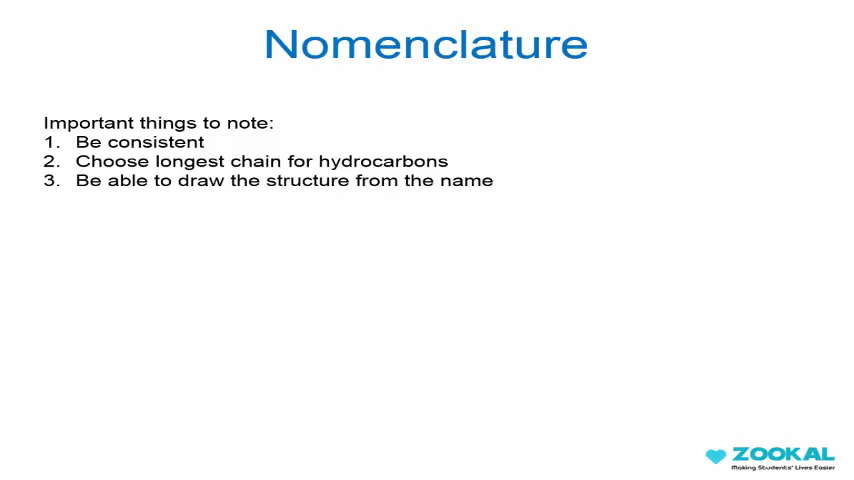 Nomenclature
Important things to note:
1. Be consistent
2. Choose longest chain for hydrocarbons
3. Be able to draw the structure from the name
ZOOKAL
Making Students' Lives Easier